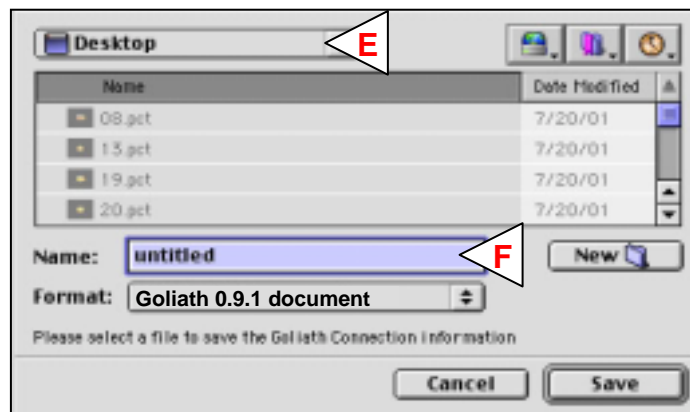 Desktop
E
Name Date Modified
08.pct 7/20/01
13.pct 7/20/01
19.pct 7/20/01
20.pct 7/20/01
Name: untitled F New
Format: Goliath 0.9.1 document
Please select a file to save the Goliath Connection information
Cancel Save